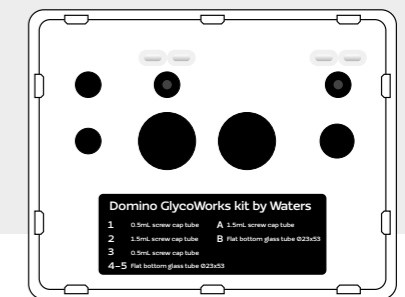 Domino GlycoWorks kit by Waters
1 0.5mL screw cap tube A 1.5mL screw cap tube
2 1.5mL screw cap tube B Flat bottom glass tube Ø23x53
3 0.5mL screw cap tube
4-5 Flat bottom glass tube Ø23x53